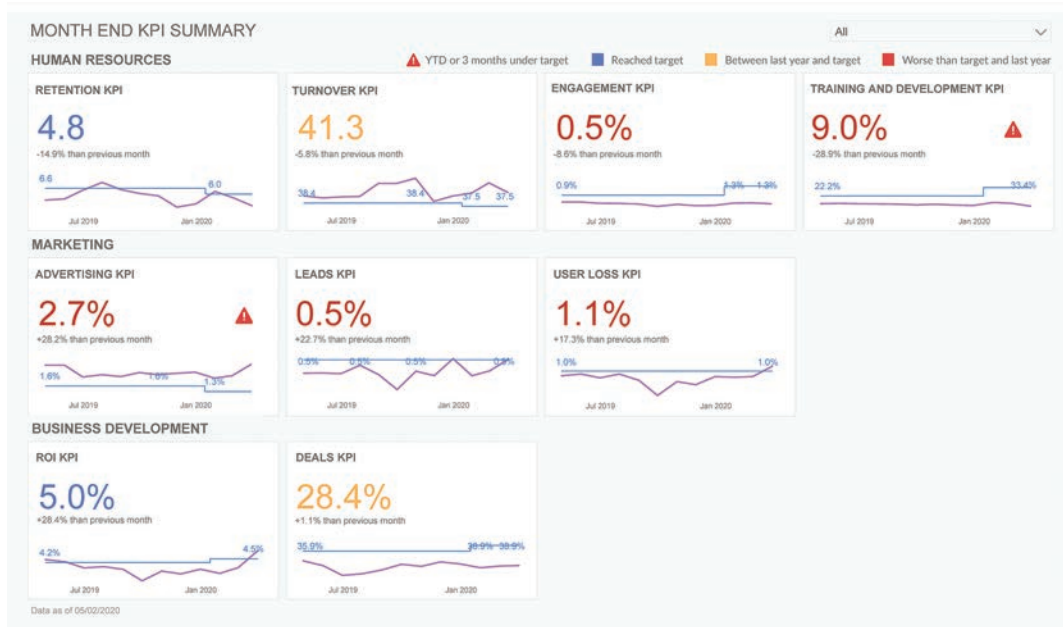 MONTH END KPI SUMMARY
All
HUMAN RESOURCES
YTD or 3 months under target
Reached target
Between last year and target
Worse than target and last year
RETENTION KPI
4.8
-14.9% than previous month
6.6
6.0
Jul 2019
Jan 2020
TURNOVER KPI
41.3
-5.8% than previous month
38.4
38.4
37.5
37.5
Jul 2019
Jan 2020
ENGAGEMENT KPI
0.5%
-8.6% than previous month
0.9%
1.3%
1.3%
Jul 2019
Jan 2020
TRAINING AND DEVELOPMENT KPI
9.0%
-28.9% than previous month
22.2%
33.4%
Jul 2019
Jan 2020
MARKETING
ADVERTISING KPI
2.7%
+28.2% than previous month
1.6%
1.6%
1.3%
Jul 2019
Jan 2020
LEADS KPI
0.5%
+22.7% than previous month
0.5%
0.5%
0.5%
Jul 2019
Jan 2020
USER LOSS KPI
1.1%
+17.3% than previous month
1.0%
1.0%
Jul 2019
Jan 2020
BUSINESS DEVELOPMENT
ROI KPI
5.0%
+28.4% than previous month
4.2%
4.5%
Jul 2019
Jan 2020
DEALS KPI
28.4%
+1.1% than previous month
35.9%
38.9%
38.9%
Jul 2019
Jan 2020
Data as of 05/02/2020